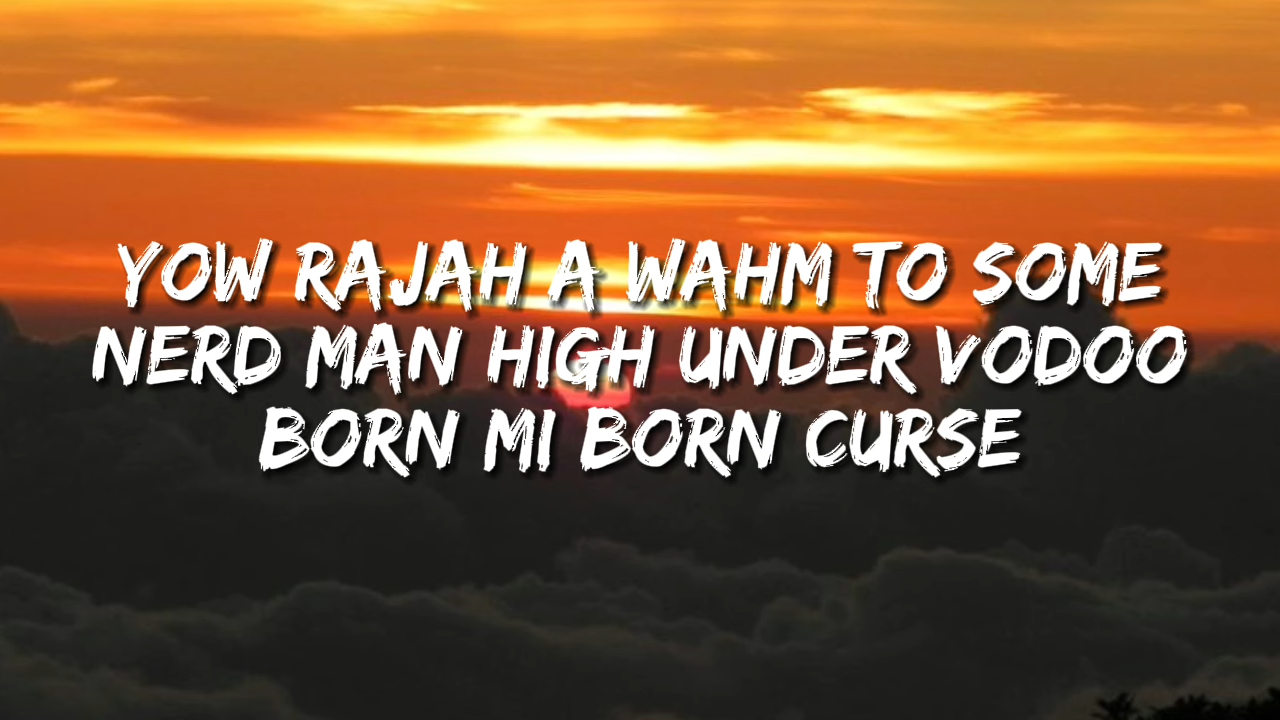 YOW RAJAH A WAHM TO SOME
NERD MAN HIGH UNDER VODOO
BORN MI BORN CURSE